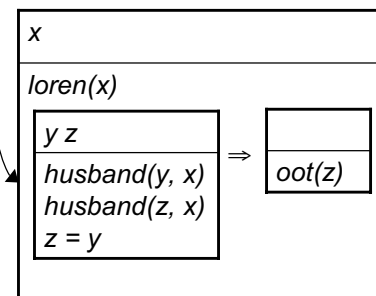 x
loren(x)
y z
husband(y, x)
husband(z, x)
z = y
⇒
oot(z)